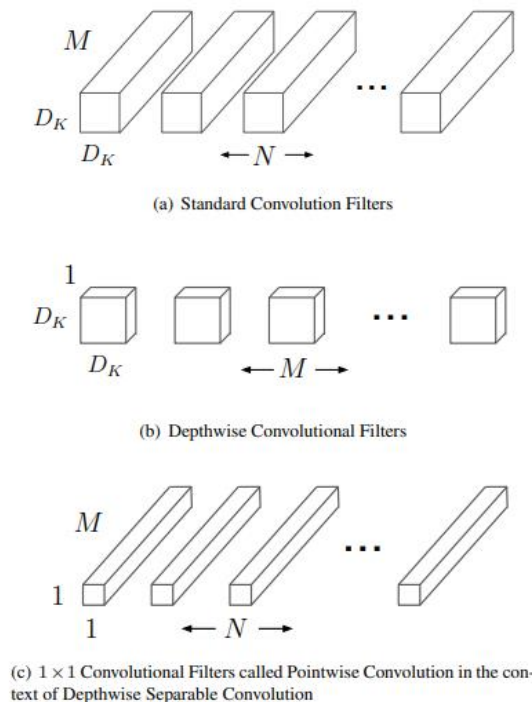 M
D_K
D_K
...
N
(a) Standard Convolution Filters
1
D_K
D_K
...
M
(b) Depthwise Convolutional Filters
M
...
1
1
N
(c) 1 × 1 Convolutional Filters called Pointwise Convolution in the con-
text of Depthwise Separable Convolution